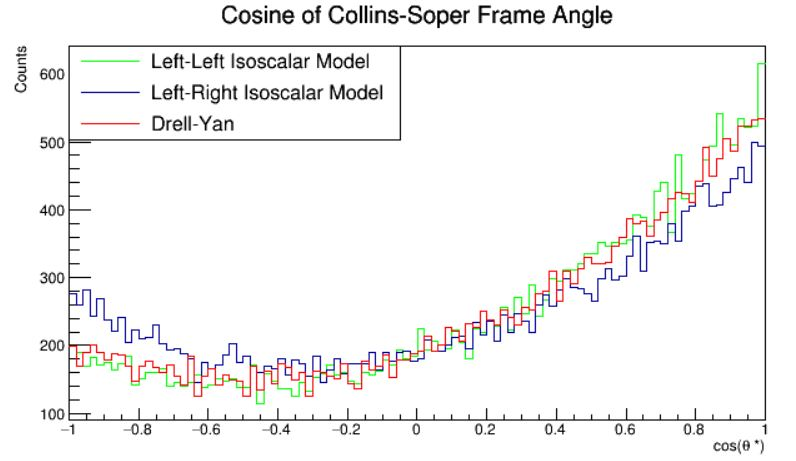 Cosine of Collins-Soper Frame Angle
Counts
Left-Left Isoscalar Model
Left-Right Isoscalar Model
Drell-Yan
600
500
400
300
200
100
−1 −0.8 −0.6 −0.4 −0.2 0 0.2 0.4 0.6 0.8 1
cos(θ *)